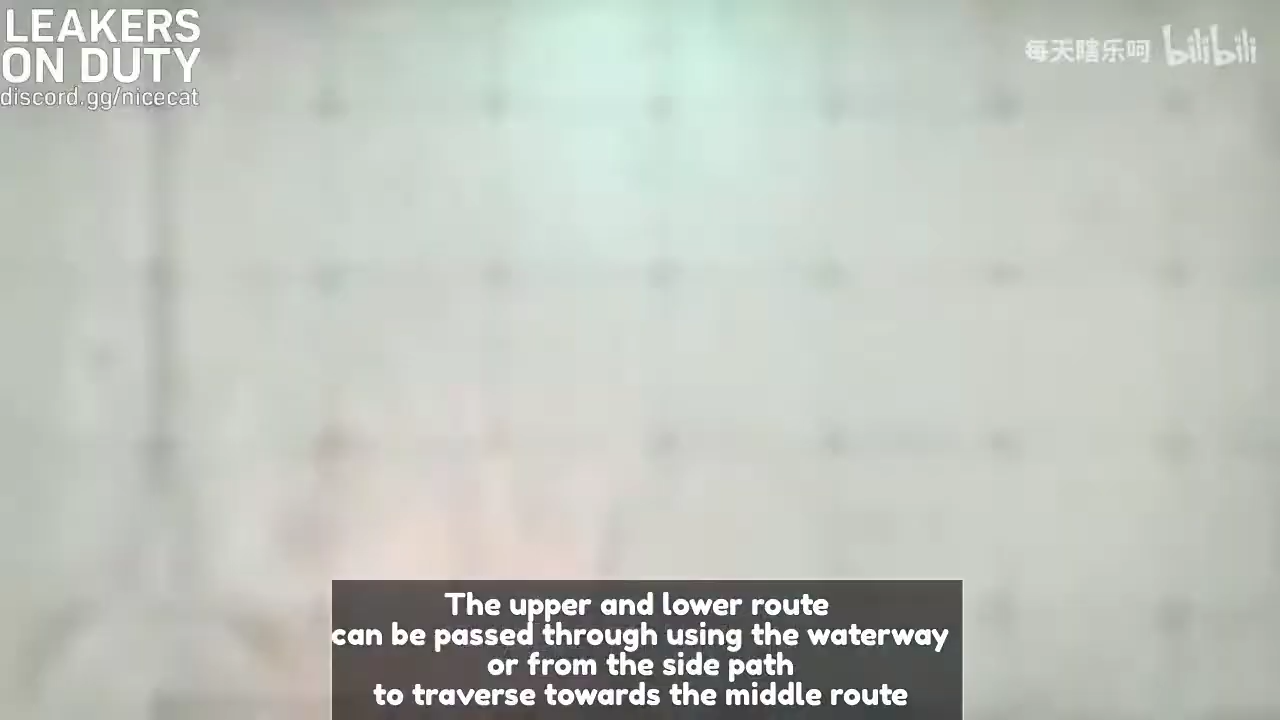 LEAKERS
ON DUTY
discord.gg/nicecat
每天瞎乐呵 bilibili
The upper and lower route
can be passed through using the waterway
or from the side path
to traverse towards the middle route